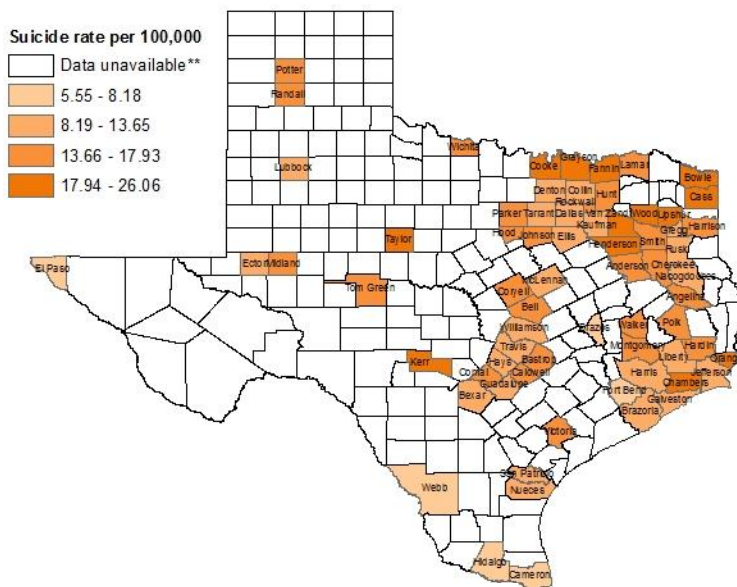 Suicide rate per 100,000
Data unavailable**
5.55 - 8.18
8.19 - 13.65
13.66 - 17.93
17.94 - 26.06
Potter
Randall
Lubbock
Wichita
Cooke
Grayson
Fannin
Lamar
Bowie
Cass
Denton
Collin
Hunt
Rockwall
Parker
Tarrant
Dallas
Van Zand
Wood
Upshur
Harrison
Kaufman
Gregg
Hood
Johnson
Ellis
Henderson
Smith
Rusk
Taylor
Anderson
Cherokee
Nacogdoches
El Paso
Ector
Midland
Tom Green
McLennan
Coryell
Bell
Angelina
Williamson
Brazos
Walker
Polk
Travis
Hays
Bastrop
Montgomery
Liberty
Hardin
Orange
Kerr
Comal
Caldwell
Guadalupe
Harris
Jefferson
Chambers
Bexar
Fort Bend
Galveston
Brazoria
Victoria
San Patricio
Nueces
Webb
Hidalgo
Cameron